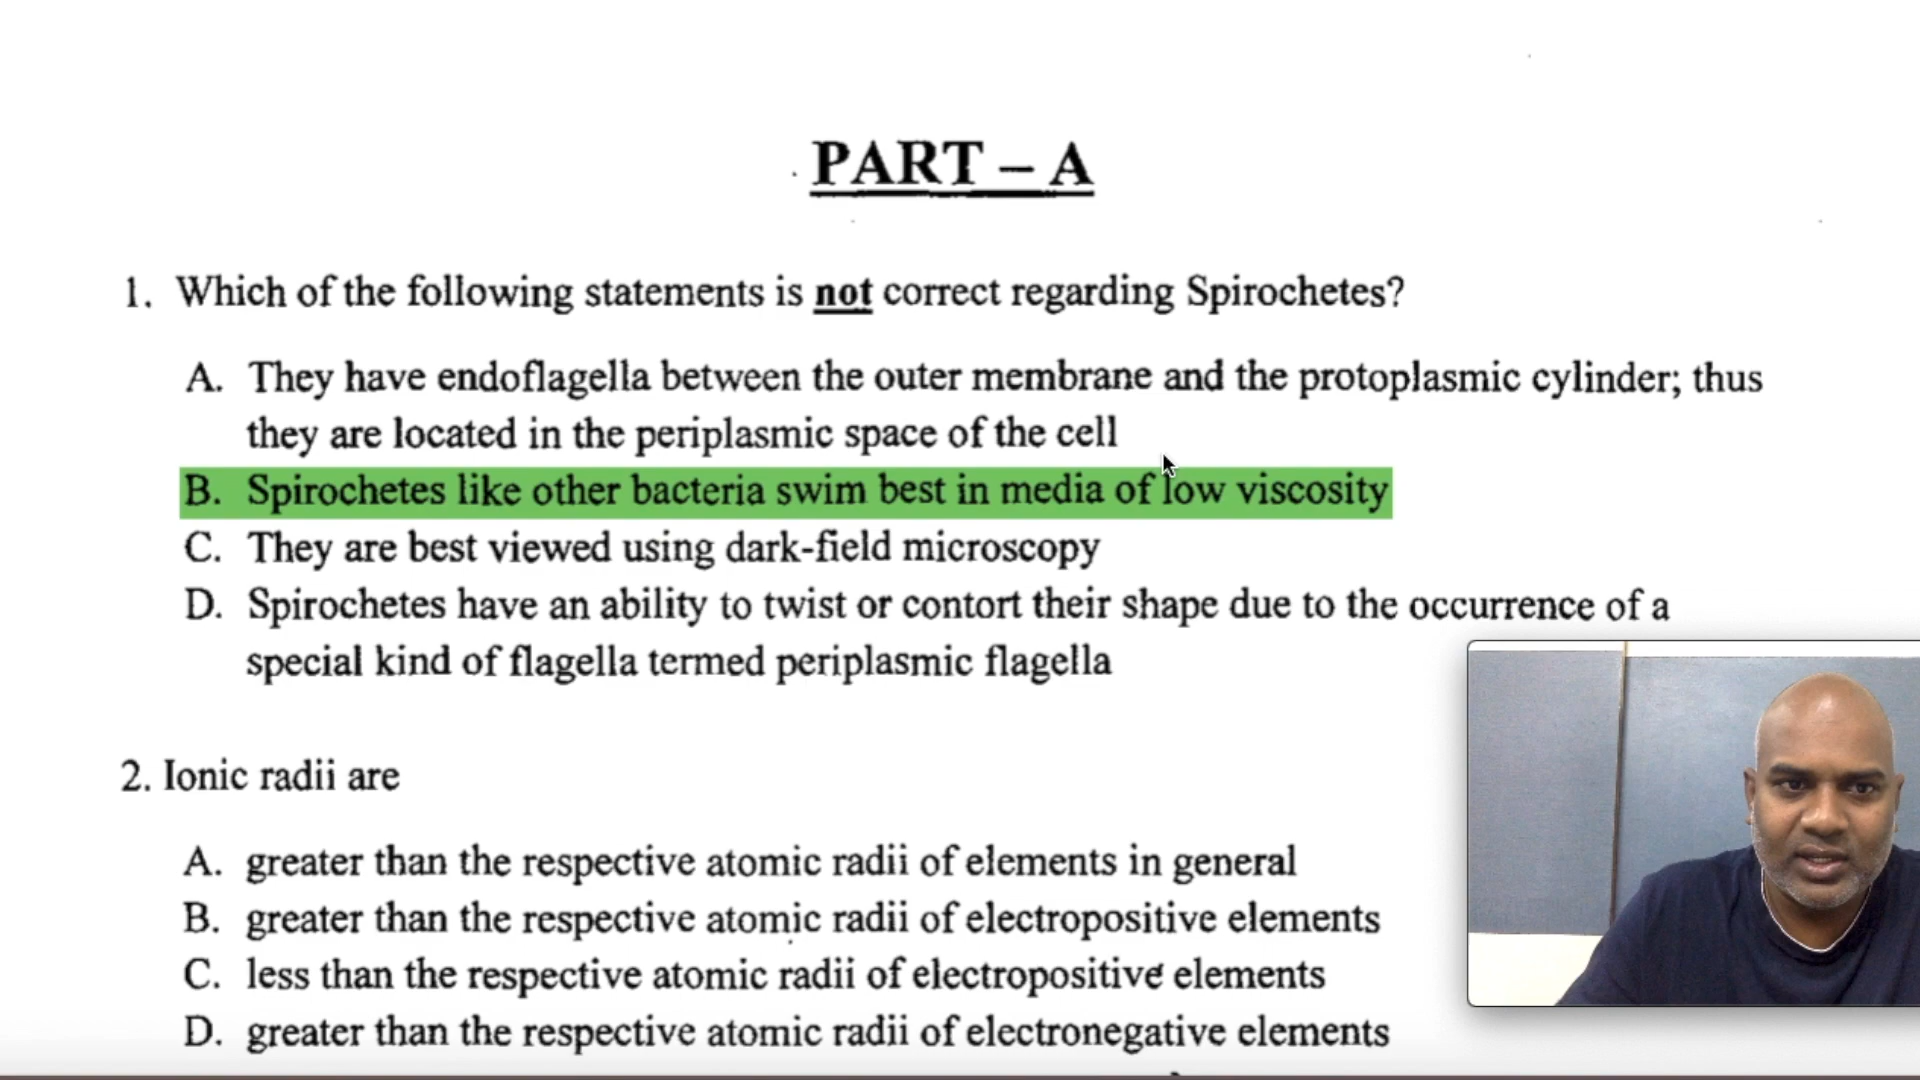 PART – A
1. Which of the following statements is not correct regarding Spirochetes?
A. They have endoflagella between the outer membrane and the protoplasmic cylinder; thus
they are located in the periplasmic space of the cell
B. Spirochetes like other bacteria swim best in media of low viscosity
C. They are best viewed using dark-field microscopy
D. Spirochetes have an ability to twist or contort their shape due to the occurrence of a
special kind of flagella termed periplasmic flagella
2. Ionic radii are
A. greater than the respective atomic radii of elements in general
B. greater than the respective atomic radii of electropositive elements
C. less than the respective atomic radii of electropositive elements
D. greater than the respective atomic radii of electronegative elements